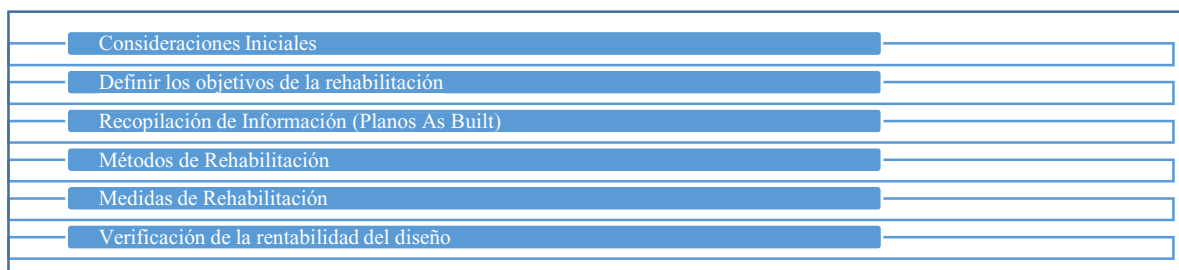 Consideraciones Iniciales
Definir los objetivos de la rehabilitación
Recopilación de Información (Planos As Built)
Métodos de Rehabilitación
Medidas de Rehabilitación
Verificación de la rentabilidad del diseño